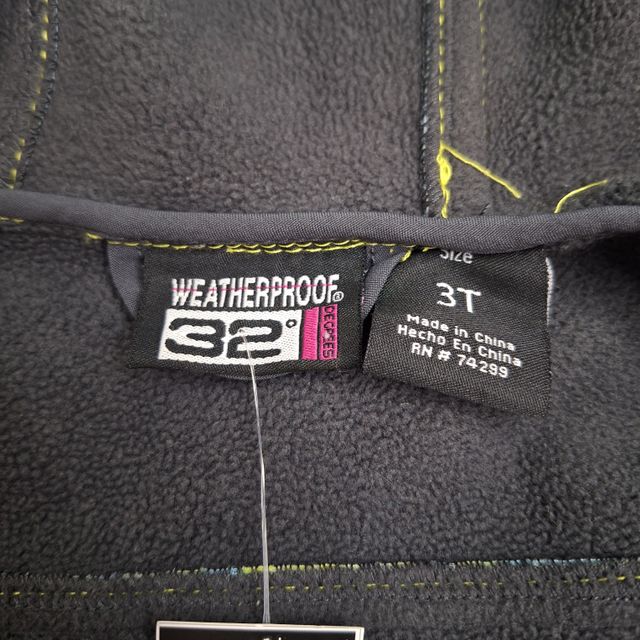 WEATHERPROOF®
32°
DEGREES
Size
3T
Made in China
Hecho En China
RN # 74299